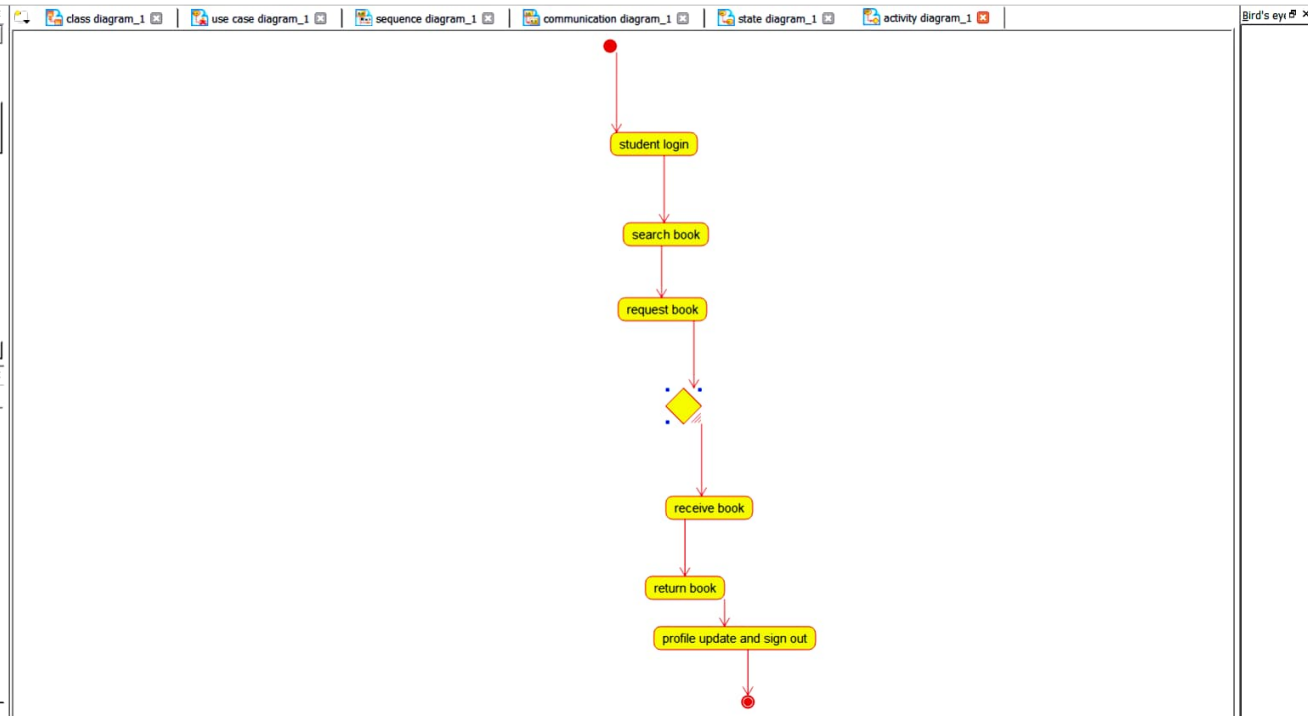 class diagram_1 use case diagram_1 sequence diagram_1 communication diagram_1 state diagram_1 activity diagram_1 Bird's eye
student login
search book
request book
receive book
return book
profile update and sign out